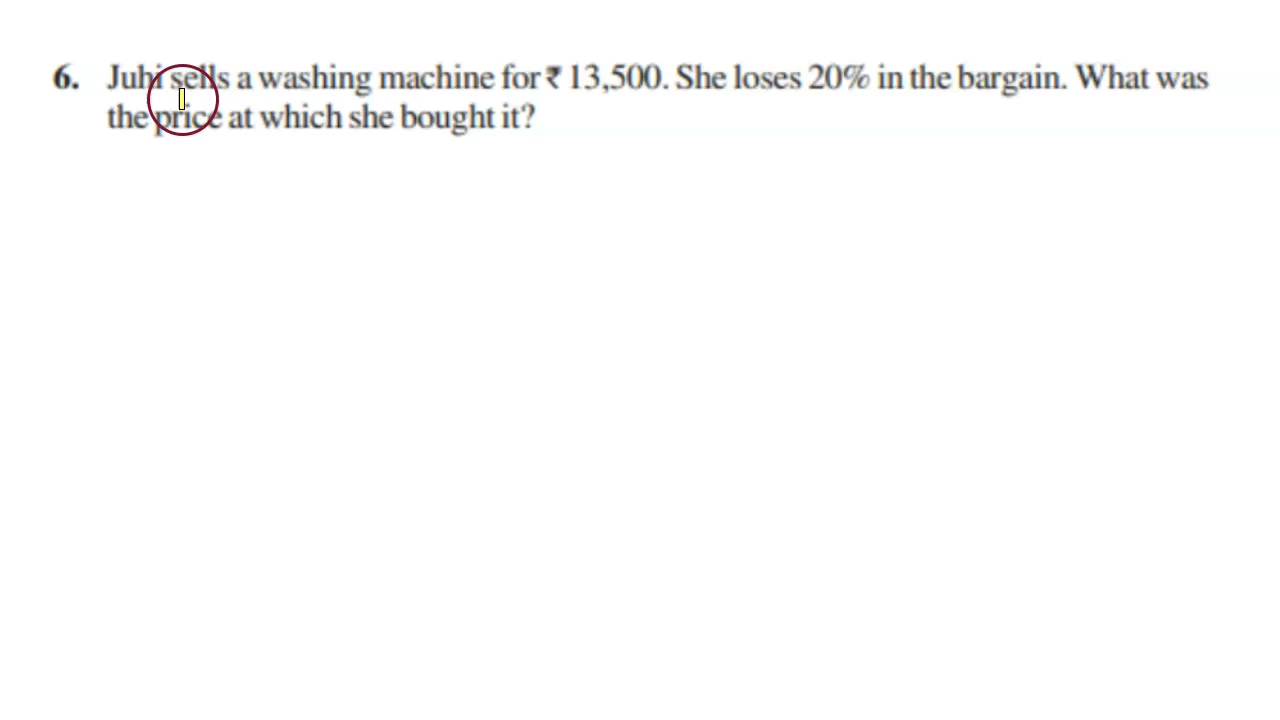 6. Juhi sells a washing machine for ₹ 13,500. She loses 20% in the bargain. What was
the price at which she bought it?